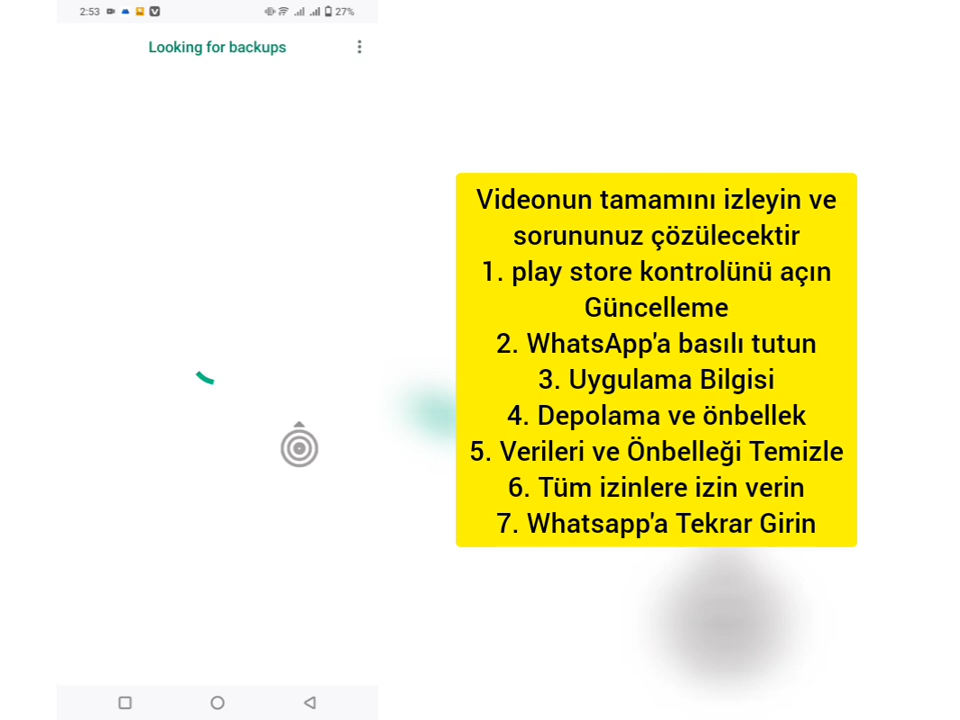 2:53
27%
Looking for backups
Videonun tamamını izleyin ve
sorununuz çözülecektir
1. play store kontrolünü açın
Güncelleme
2. WhatsApp'a basılı tutun
3. Uygulama Bilgisi
4. Depolama ve önbellek
5. Verileri ve Önbelleği Temizle
6. Tüm izinlere izin verin
7. Whatsapp'a Tekrar Girin